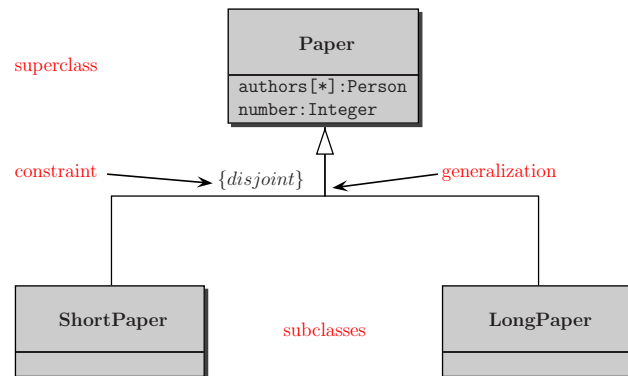 Paper
superclass
authors[*]:Person
number:Integer
constraint
{disjoint}
generalization
ShortPaper
subclasses
LongPaper